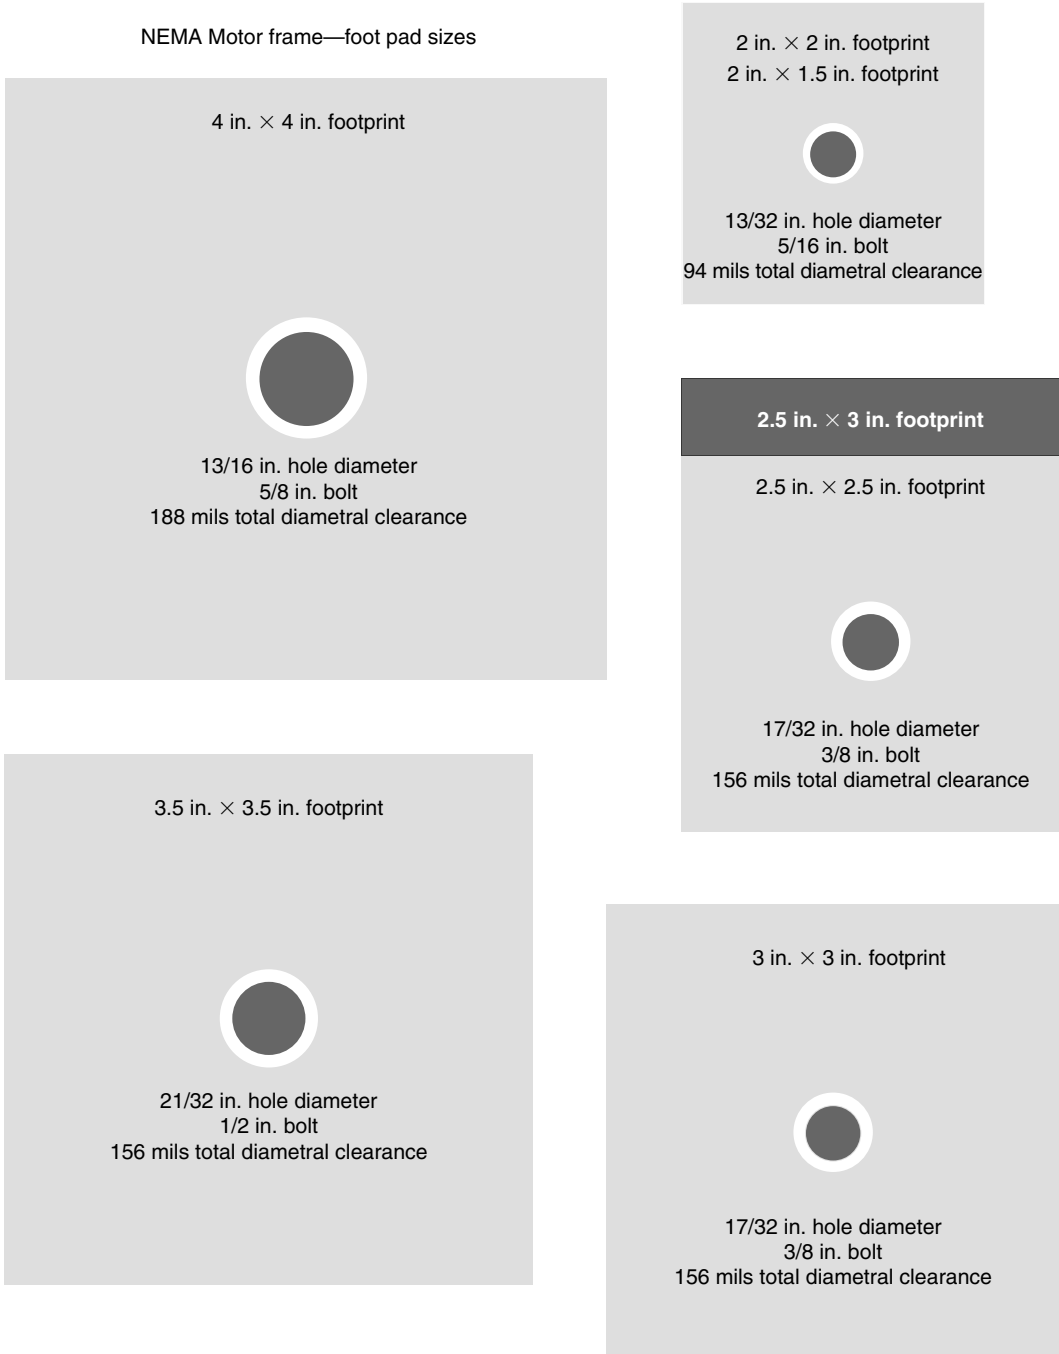 NEMA Motor frame—foot pad sizes
4 in. × 4 in. footprint
13/16 in. hole diameter
5/8 in. bolt
188 mils total diametral clearance
2 in. × 2 in. footprint
2 in. × 1.5 in. footprint
13/32 in. hole diameter
5/16 in. bolt
94 mils total diametral clearance
2.5 in. × 3 in. footprint
2.5 in. × 2.5 in. footprint
17/32 in. hole diameter
3/8 in. bolt
156 mils total diametral clearance
3.5 in. × 3.5 in. footprint
21/32 in. hole diameter
1/2 in. bolt
156 mils total diametral clearance
3 in. × 3 in. footprint
17/32 in. hole diameter
3/8 in. bolt
156 mils total diametral clearance